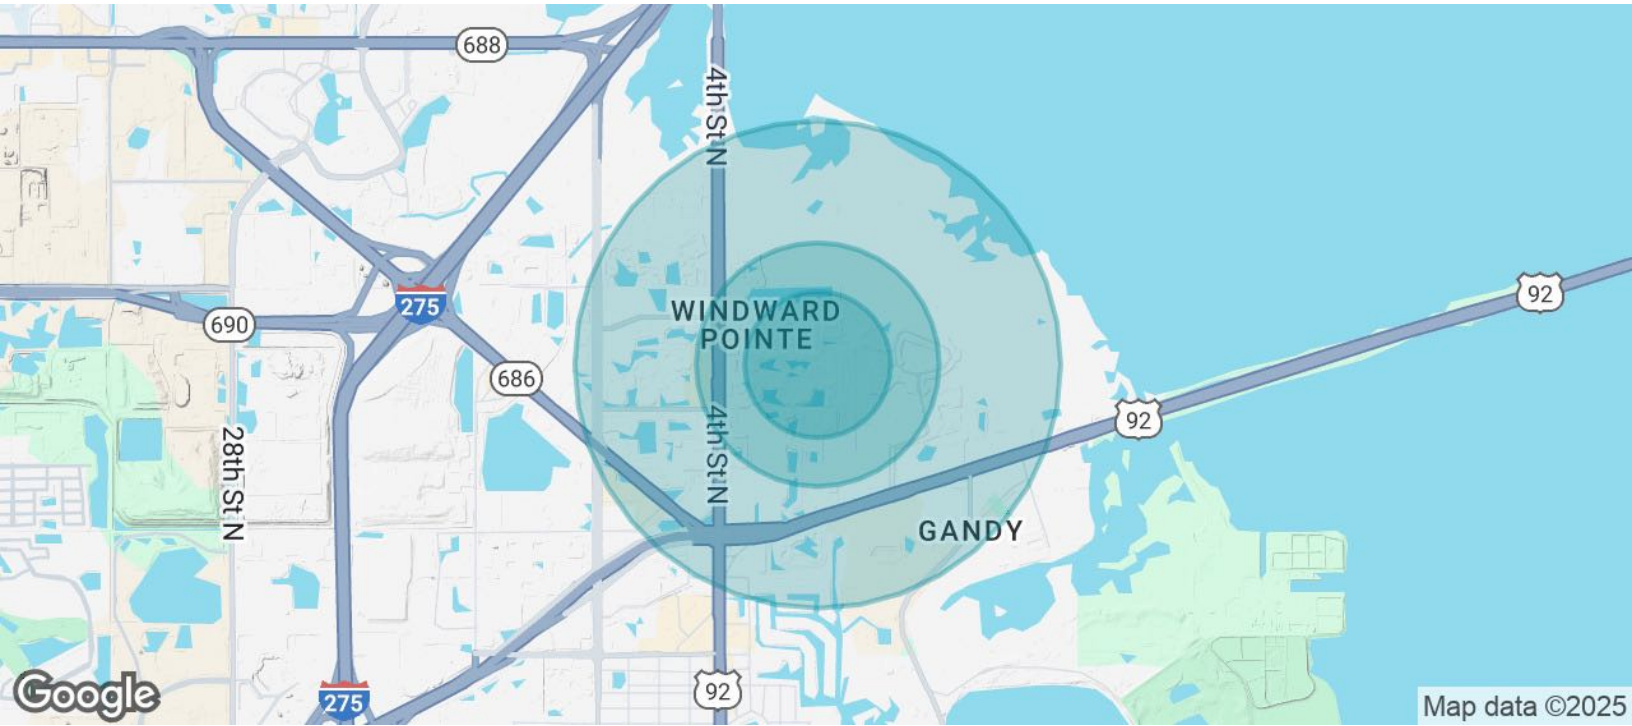 688
4th St N
WINDWARD
POINTE
275
92
690
686
92
4th St N
28th St N
GANDY
Google
275
92
Map data ©2025